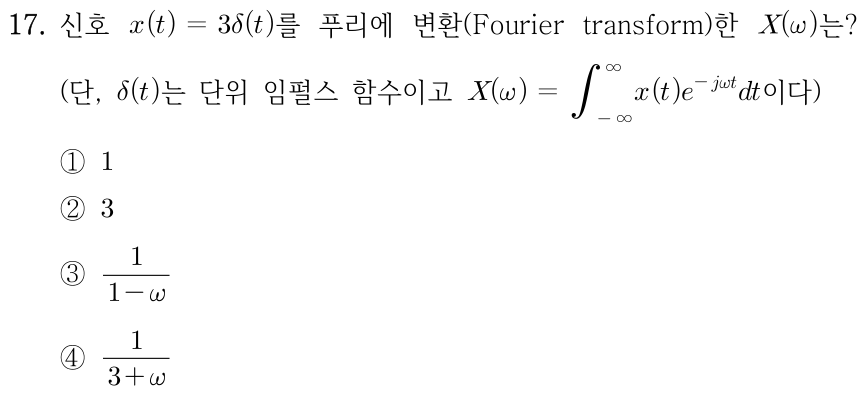 17. 신호 x(t) = 3δ(t)를 푸리에 변환(Fourier transform)한 X(ω)는?
(단, δ(t)는 단위 임펄스 함수이고 X(ω) = ∫_{-∞}^{∞} x(t)e^{-jωt}dt이다)
① 1
② 3
③ 1/(1-ω)
④ 1/(3+ω)